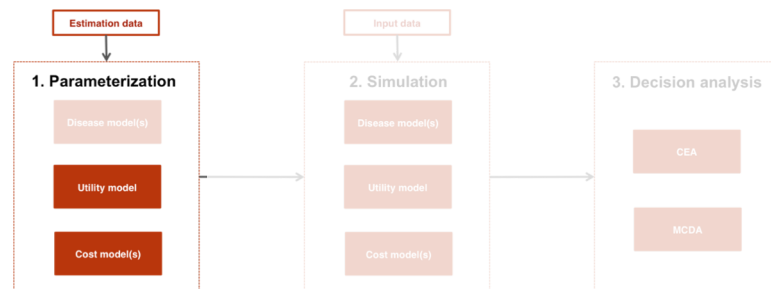 Estimation data
Input data
1. Parameterization
2. Simulation
3. Decision analysis
Disease model(s)
Disease model(s)
CEA
Utility model
Utility model
MCDA
Cost model(s)
Cost model(s)